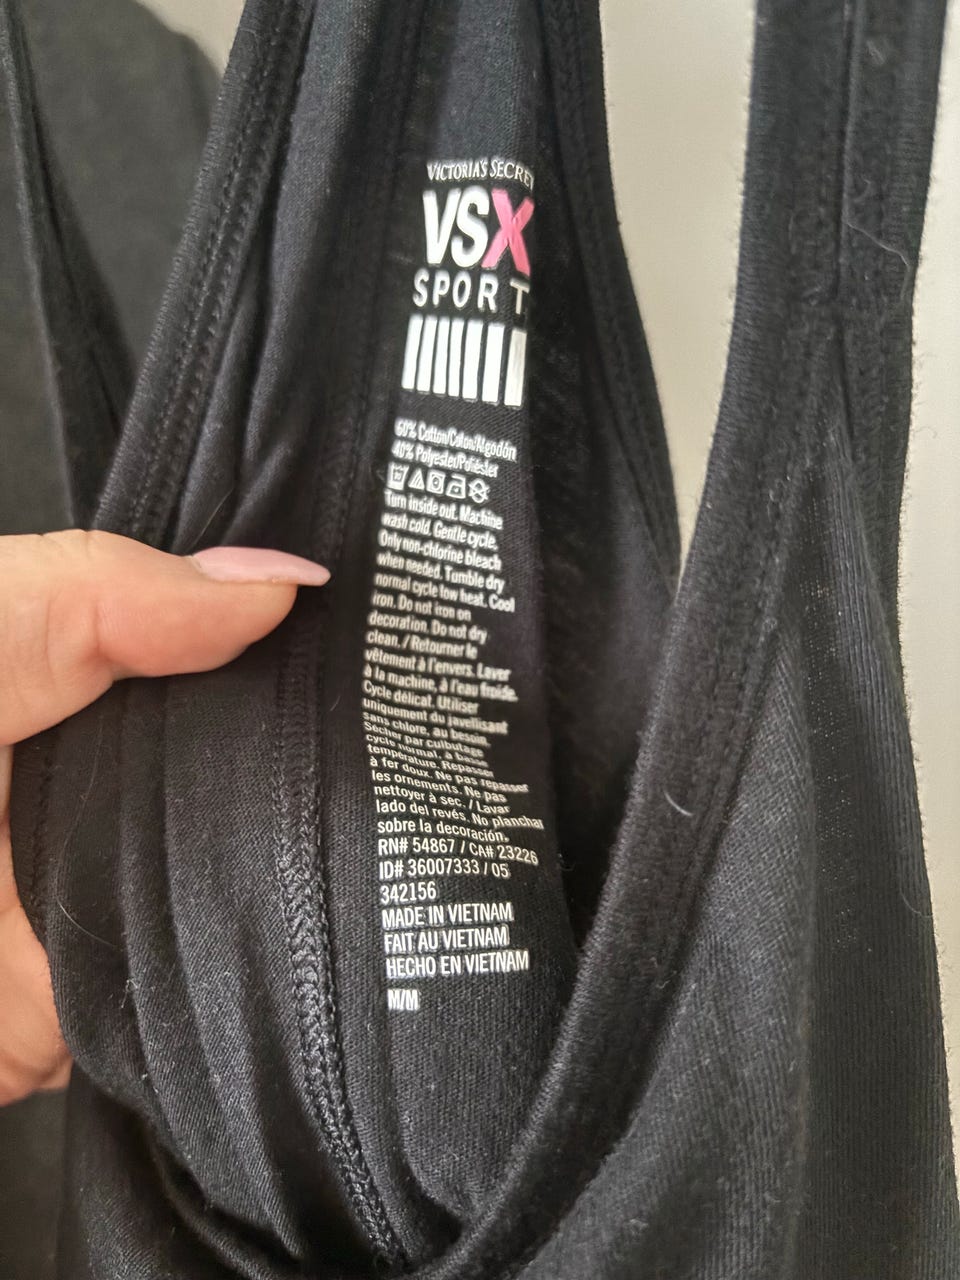 VICTORIA'S SECRET
VSX
SPORT
60% Cotton/Coton/Algodón
40% Polyester/Poliéster
Turn inside out. Machine
wash cold. Gentle cycle.
Only non-chlorine bleach
when needed. Tumble dry
normal cycle low heat. Cool
iron. Do not iron on
decoration. Do not dry
clean. / Retourner le
vêtement à l'envers. Laver
à la machine, à l'eau froide.
Cycle délicat. Utiliser
uniquement du javellisant
sans chlore, au besoin.
Sécher par culbutage
cycle normal, à basse
température. Repasser
à fer doux. Ne pas repasser
les ornements. Ne pas
nettoyer à sec. / Lavar
lado del revés. No planchar
sobre la decoración.
RN# 54867 / CA# 23226
ID# 36007333 / 05
342156
MADE IN VIETNAM
FAIT AU VIETNAM
HECHO EN VIETNAM
M/M